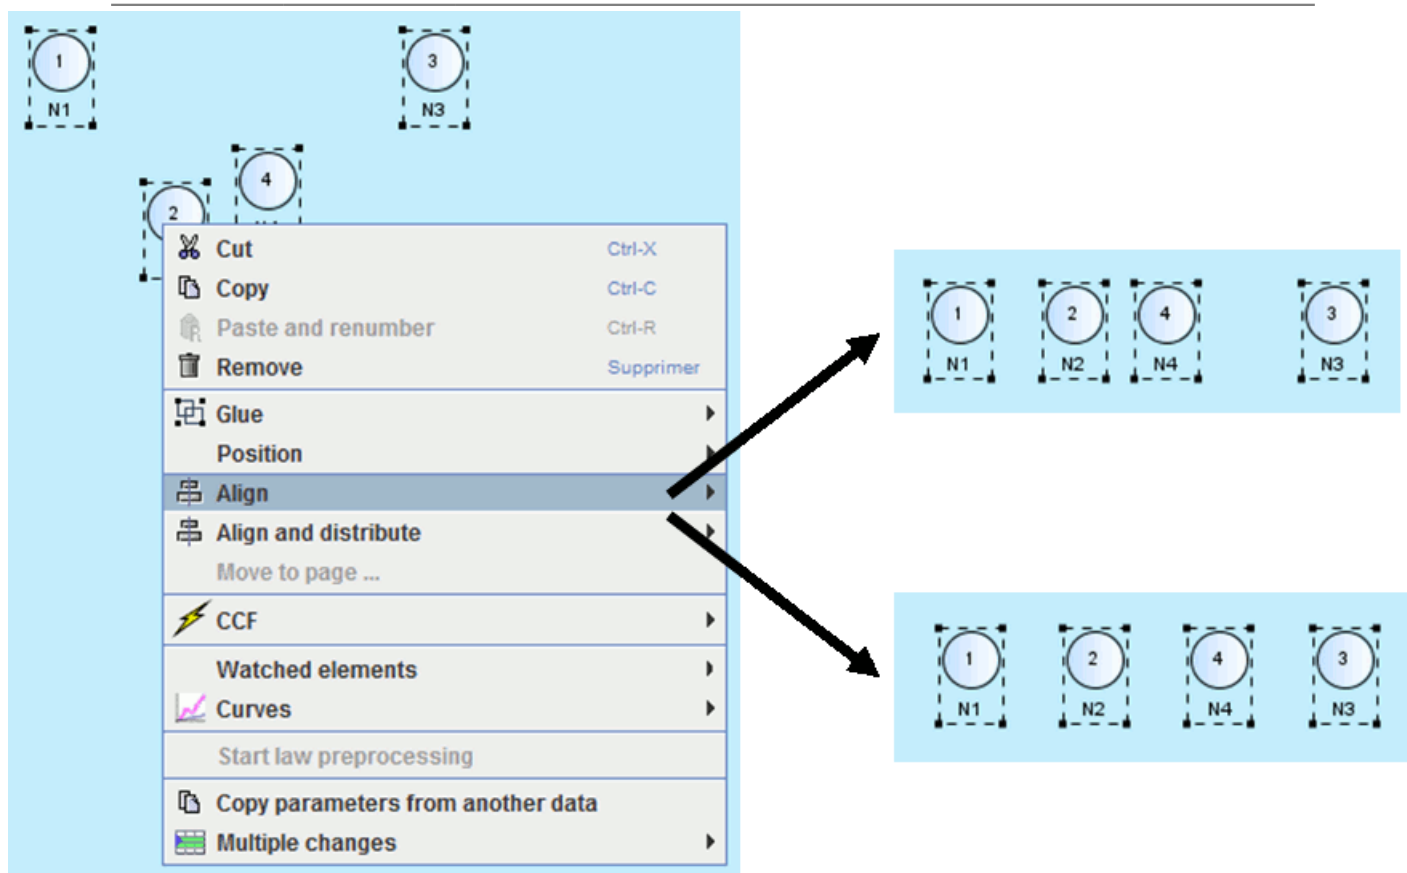 1
3
N1
N3
4
2
Cut Ctrl-X
Copy Ctrl-C
Paste and renumber Ctrl-R
Remove Supprimer
Glue
Position
Align
Align and distribute
Move to page ...
CCF
Watched elements
Curves
Start law preprocessing
Copy parameters from another data
Multiple changes
1 2 4 3
N1 N2 N4 N3
1 2 4 3
N1 N2 N4 N3